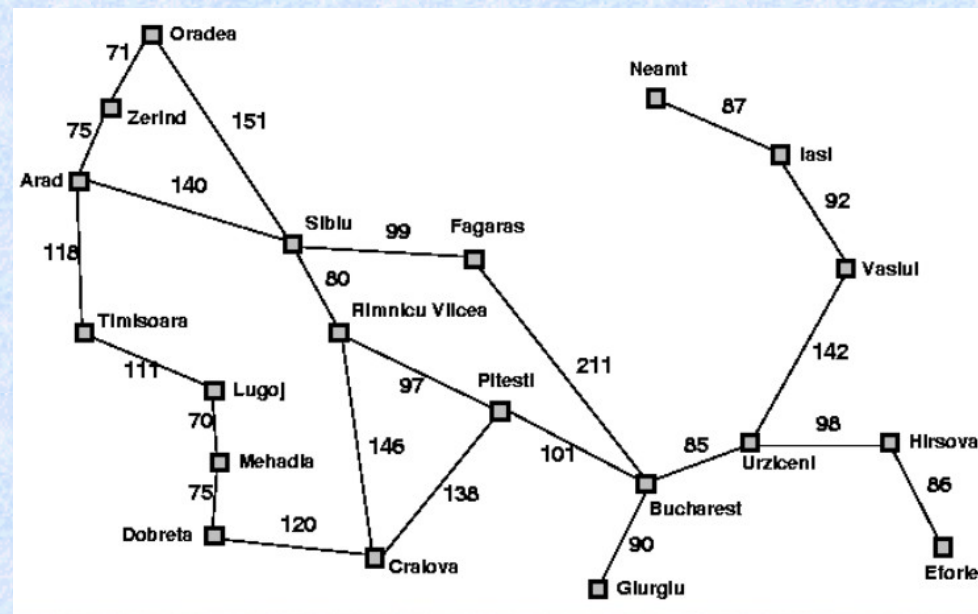 Oradea
71
Neamt
87
Zerind
151
75
Iasi
Arad
140
92
Sibiu
99
Fagaras
118
80
Vaslui
Timisoara
Rimnicu Vilcea
142
111
211
Lugoj
97
Pitesti
70
98
Hirsova
146
101
85
Mehadia
Urziceni
75
138
86
Bucharest
120
Dobreta
90
Craiova
Eforie
Giurgiu